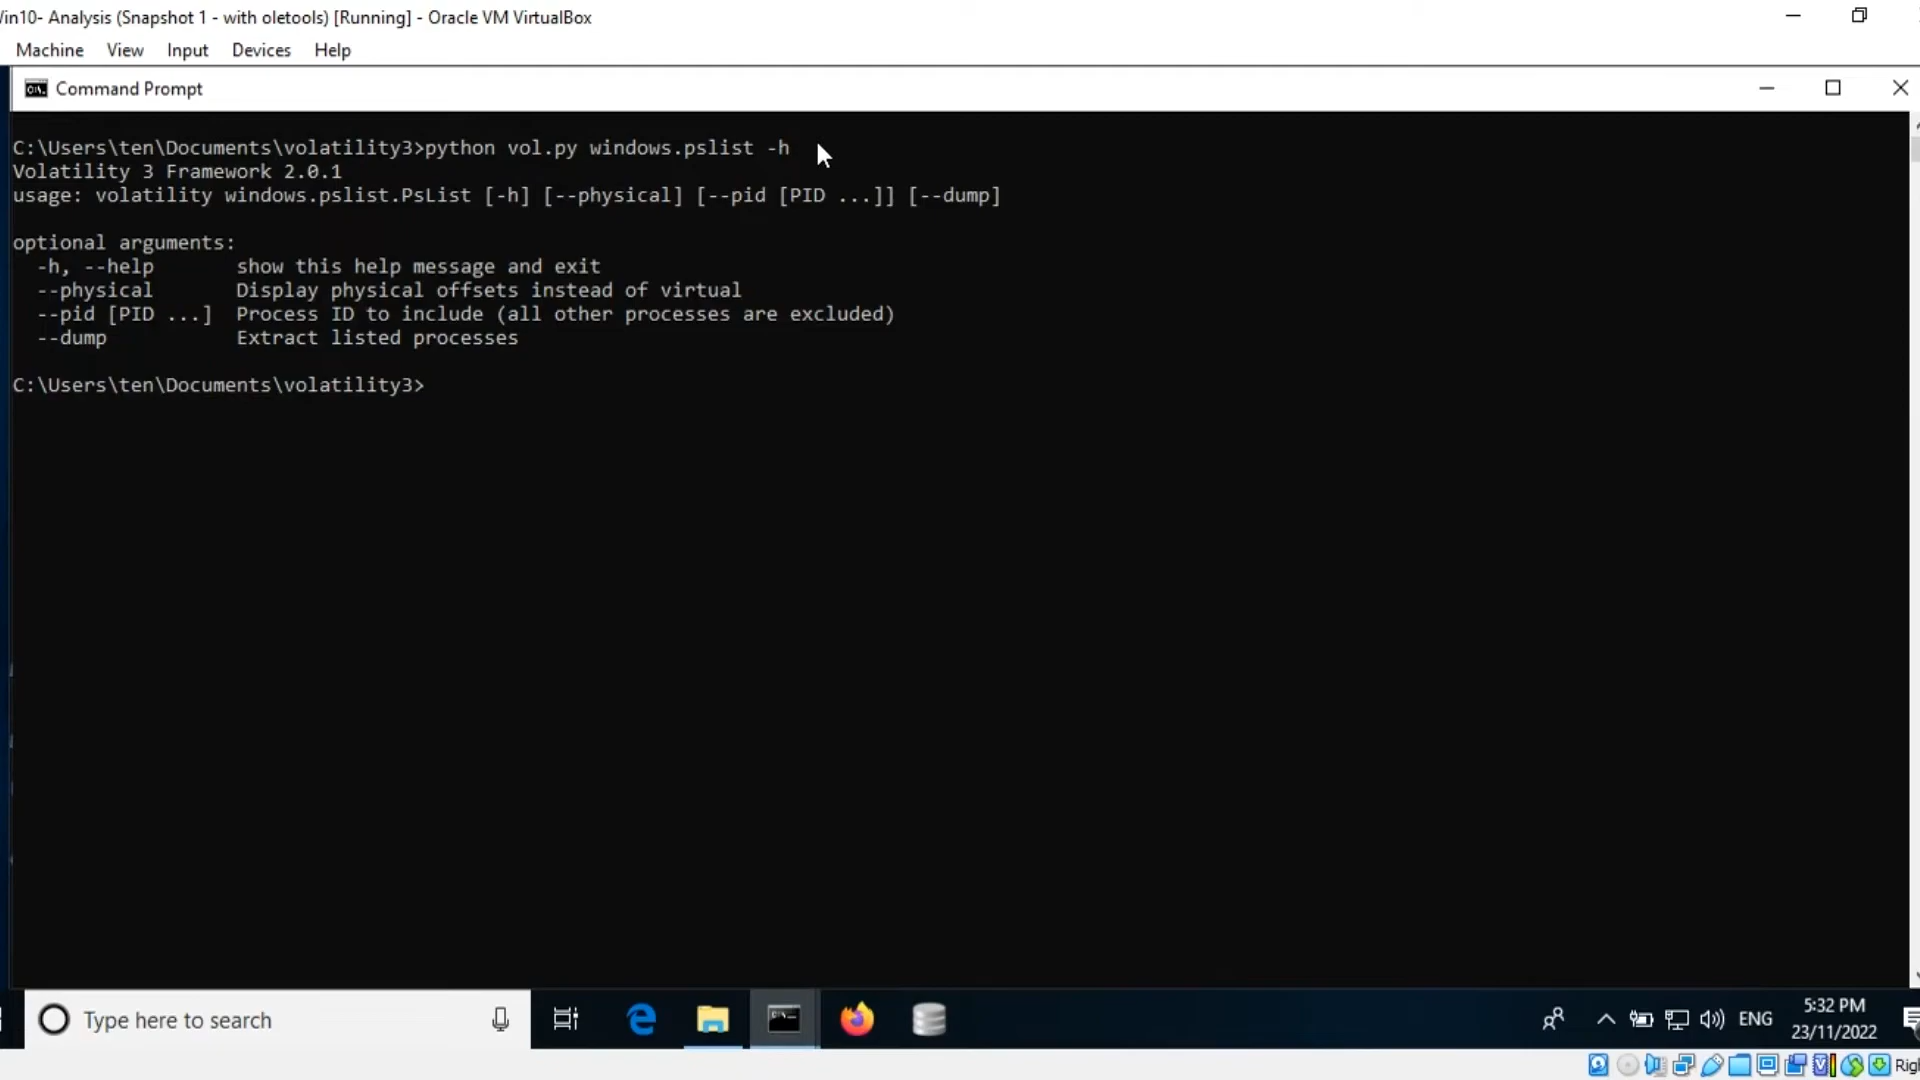 in10- Analysis (Snapshot 1 - with oletools) [Running] - Oracle VM VirtualBox
Machine View Input Devices Help
Command Prompt
C:\Users\ten\Documents\volatility3>python vol.py windows.pslist -h
Volatility 3 Framework 2.0.1
usage: volatility windows.pslist.PsList [-h] [--physical] [--pid [PID ...]] [--dump]
optional arguments:
-h, --help show this help message and exit
--physical Display physical offsets instead of virtual
--pid [PID ...] Process ID to include (all other processes are excluded)
--dump Extract listed processes
C:\Users\ten\Documents\volatility3>
Type here to search
ENG
5:32 PM
23/11/2022
Rig